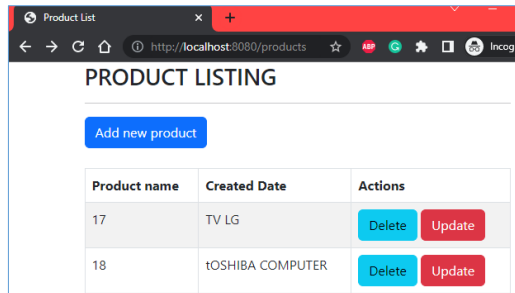 Product List
http://localhost:8080/products ABP G Incog
PRODUCT LISTING
Add new product
Product name Created Date Actions
17 TV LG Delete Update
18 tOSHIBA COMPUTER Delete Update